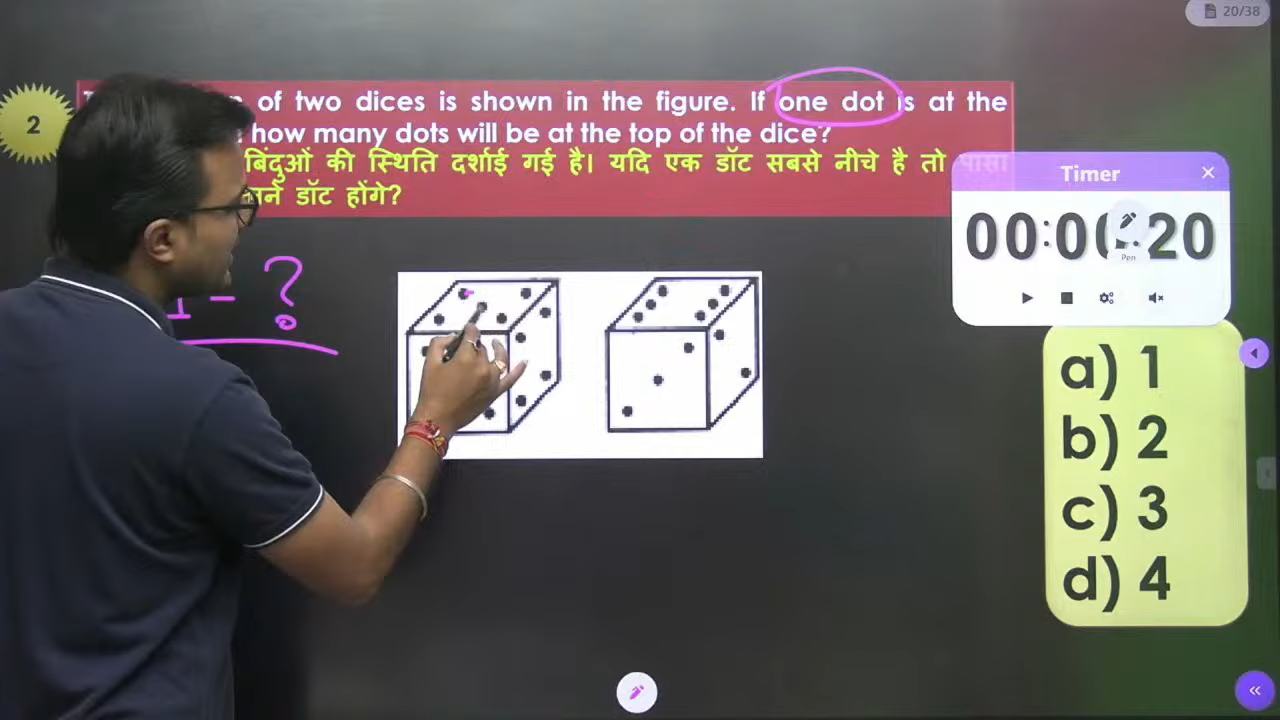 20/38
2
of two dices is shown in the figure. If one dot is at the
how many dots will be at the top of the dice?
बिंदुओं की स्थिति दर्शाई गई है। यदि एक डॉट सबसे नीचे है तो पासा
डॉट होंगे?
Timer
20
Pen
1 - ?
a) 1
b) 2
c) 3
d) 4